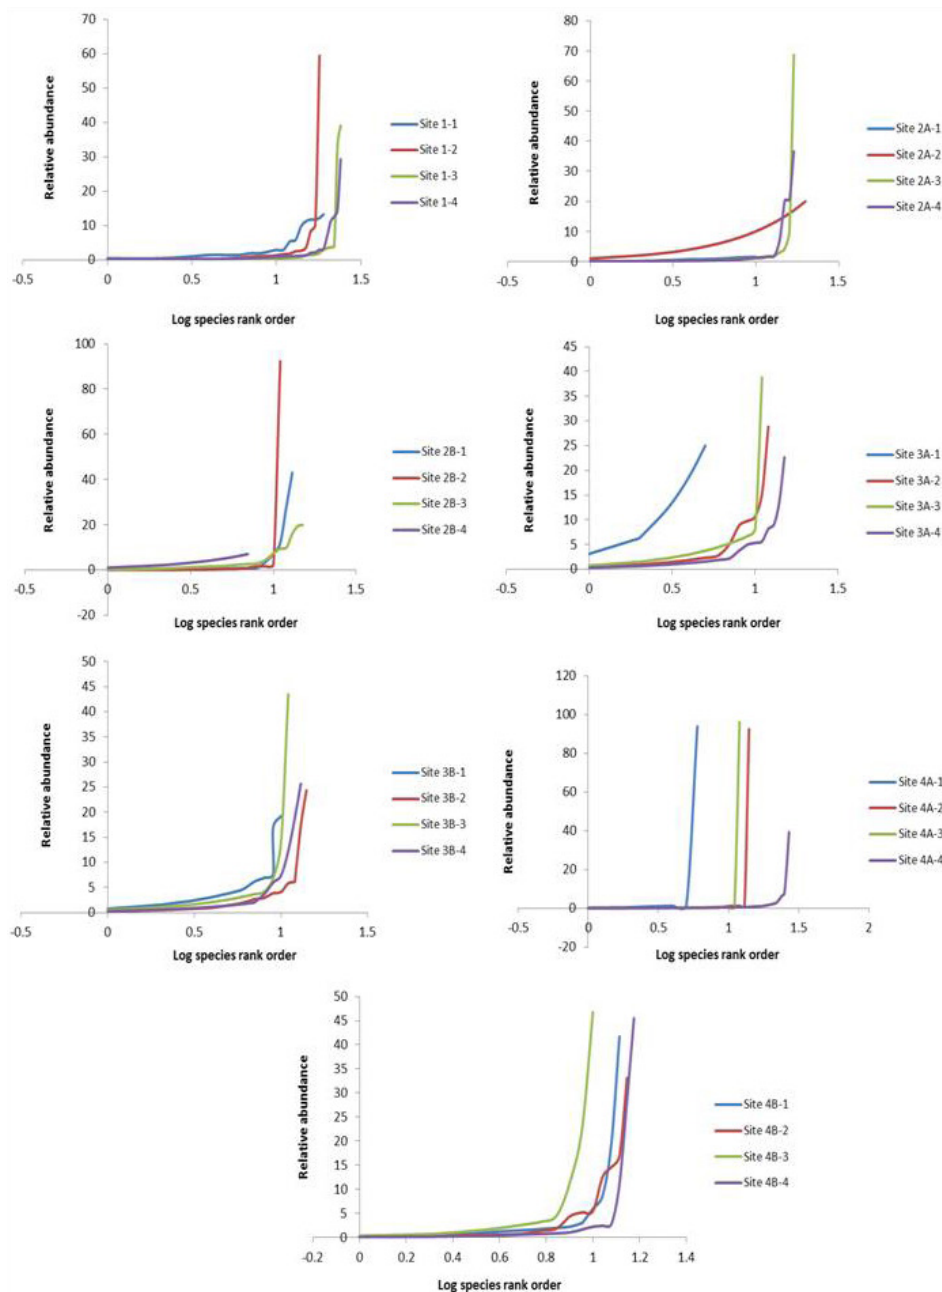 70
60
50
40
30
20
10
0
-0.5 0 0.5 1 1.5
Relative abundance
Log species rank order
Site 1-1
Site 1-2
Site 1-3
Site 1-4
80
70
60
50
40
30
20
10
0
-0.5 0 0.5 1 1.5
Relative abundance
Log species rank order
Site 2A-1
Site 2A-2
Site 2A-3
Site 2A-4
100
80
60
40
20
0
-20
-0.5 0 0.5 1 1.5
Relative abundance
Log species rank order
Site 2B-1
Site 2B-2
Site 2B-3
Site 2B-4
45
40
35
30
25
20
15
10
5
0
-0.5 0 0.5 1 1.5
Relative abundance
Log species rank order
Site 3A-1
Site 3A-2
Site 3A-3
Site 3A-4
50
45
40
35
30
25
20
15
10
5
0
-0.5 0 0.5 1 1.5
Relative abundance
Log species rank order
Site 3B-1
Site 3B-2
Site 3B-3
Site 3B-4
120
100
80
60
40
20
0
-20
-0.5 0 0.5 1 1.5 2
Relative abundance
Log species rank order
Site 4A-1
Site 4A-2
Site 4A-3
Site 4A-4
50
45
40
35
30
25
20
15
10
5
0
-0.2 0 0.2 0.4 0.6 0.8 1 1.2 1.4
Relative abundance
Log species rank order
Site 4B-1
Site 4B-2
Site 4B-3
Site 4B-4